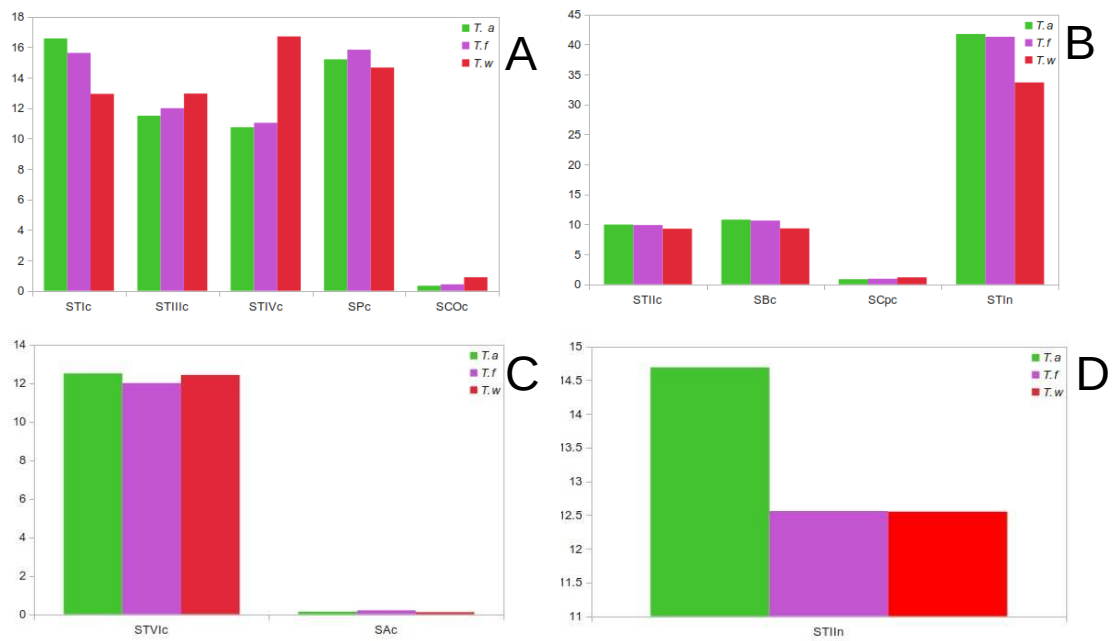 18
16
14
12
10
8
6
4
2
0
T. a
T.f
T.w
A
STIc STIIIc STIVc SPc SCOc
45
40
35
30
25
20
15
10
5
0
T.a
T.f
T.w
B
STIIc SBc SCpc STIn
14
12
10
8
6
4
2
0
T.a
T.f
T.w
C
STVIc SAc
15
14.5
14
13.5
13
12.5
12
11.5
11
T.a
T.f
T.w
D
STIIn